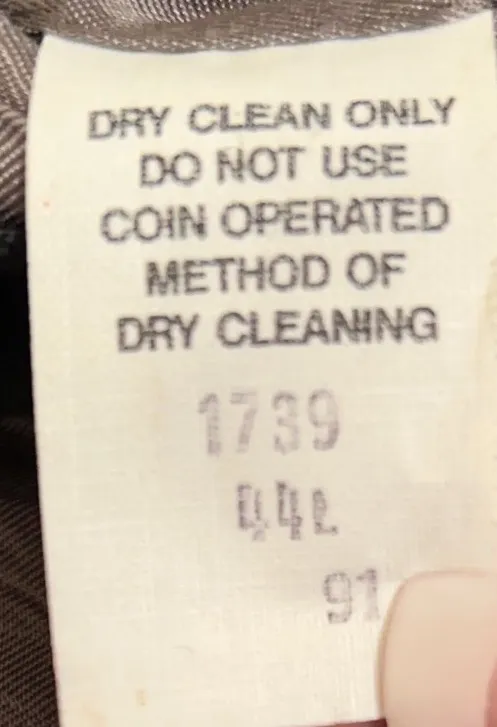 DRY CLEAN ONLY
DO NOT USE
COIN OPERATED
METHOD OF
DRY CLEANING
1739
44L
91